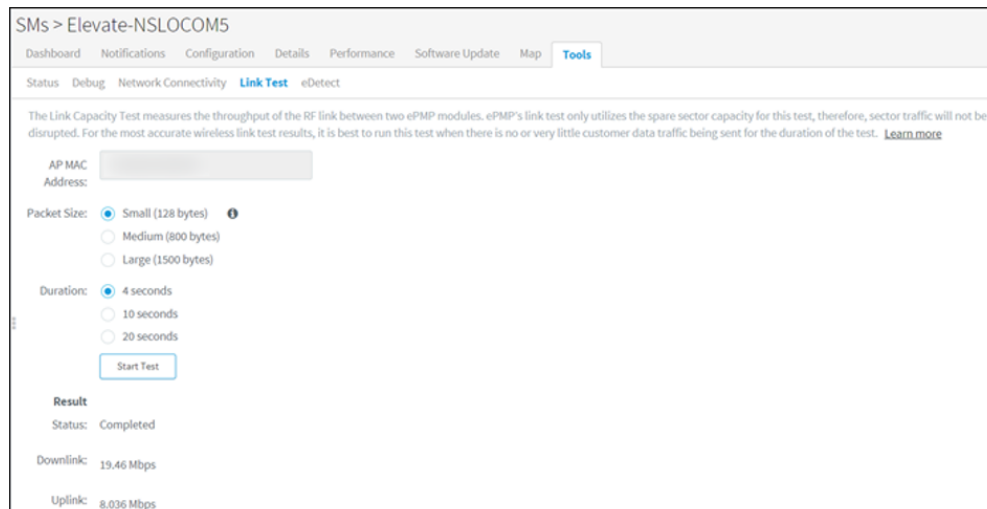 SMs > Elevate-NSLOCOM5
Dashboard Notifications Configuration Details Performance Software Update Map Tools
Status Debug Network Connectivity Link Test eDetect
The Link Capacity Test measures the throughput of the RF link between two ePMP modules. ePMP's link test only utilizes the spare sector capacity for this test, therefore, sector traffic will not be
disrupted. For the most accurate wireless link test results, it is best to run this test when there is no or very little customer data traffic being sent for the duration of the test. Learn more
AP MAC
Address:
Packet Size: Small (128 bytes)
Medium (800 bytes)
Large (1500 bytes)
Duration: 4 seconds
10 seconds
20 seconds
Start Test
Result
Status: Completed
Downlink: 19.46 Mbps
Uplink: 8.036 Mbps